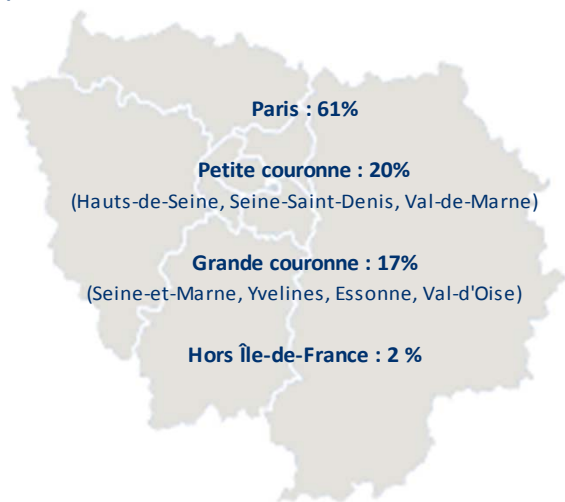 Paris : 61%
Petite couronne : 20%
(Hauts-de-Seine, Seine-Saint-Denis, Val-de-Marne)
Grande couronne : 17%
(Seine-et-Marne, Yvelines, Essonne, Val-d'Oise)
Hors Île-de-France : 2 %